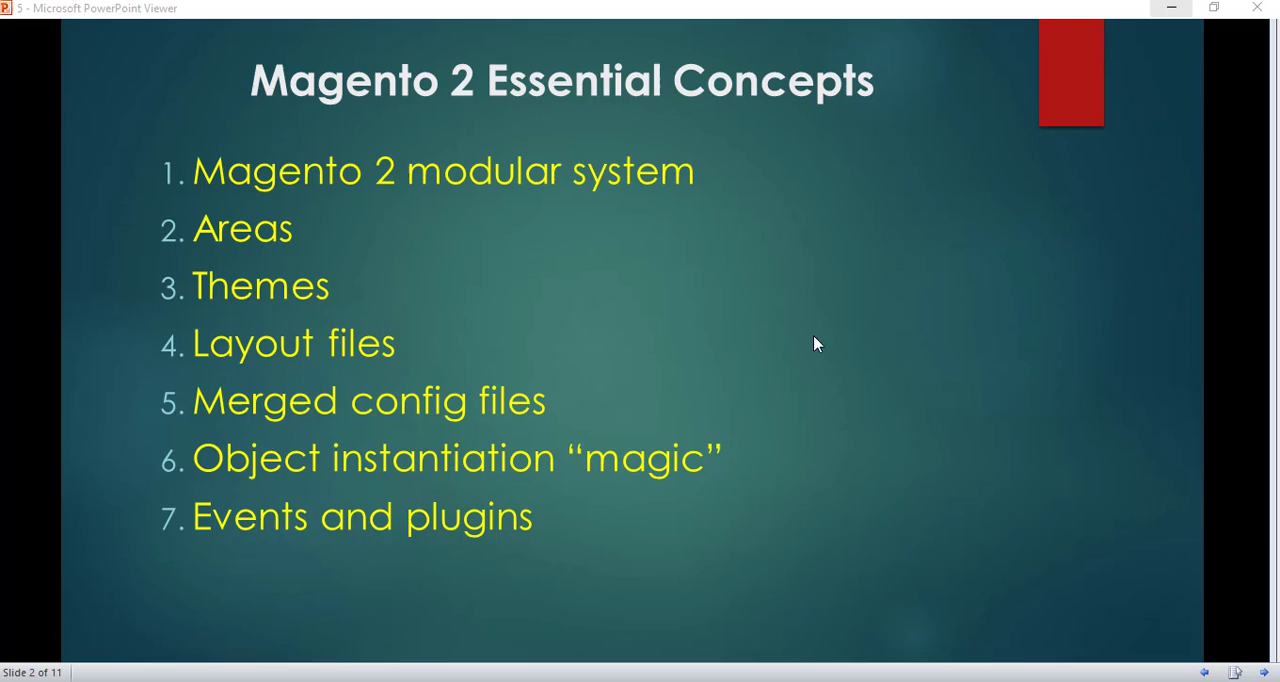 5 - Microsoft PowerPoint Viewer
Magento 2 Essential Concepts
1. Magento 2 modular system
2. Areas
3. Themes
4. Layout files
5. Merged config files
6. Object instantiation “magic”
7. Events and plugins
Slide 2 of 11